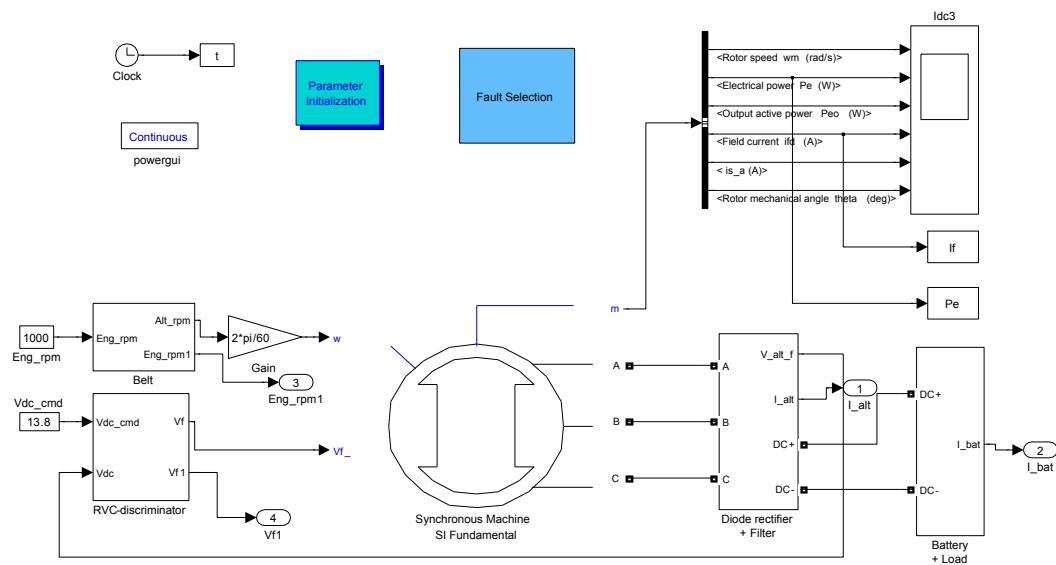 Idc3
Clock
t
Parameter
Initialization
Fault Selection
Continuous
powergui
<Rotor speed wm (rad/s)>
<Electrical power Pe (W)>
<Output active power Peo (W)>
<Field current ifd (A)>
< is_a (A)>
<Rotor mechanical angle theta (deg)>
If
Pe
m
1000
Eng_rpm
Eng_rpm
Alt_rpm
Eng_rpm1
Belt
2*pi/60
Gain
w
3
Eng_rpm1
Vdc_cmd
13.8
Vdc_cmd
Vdc
Vf
Vf1
RVC-discriminator
Vf_
4
Vf1
Synchronous Machine
SI Fundamental
A
B
C
A
B
C
V_alt_f
I_alt
DC+
DC-
Diode rectifier
+ Filter
1
I_alt
DC+
DC-
I_bat
Battery
+ Load
2
I_bat